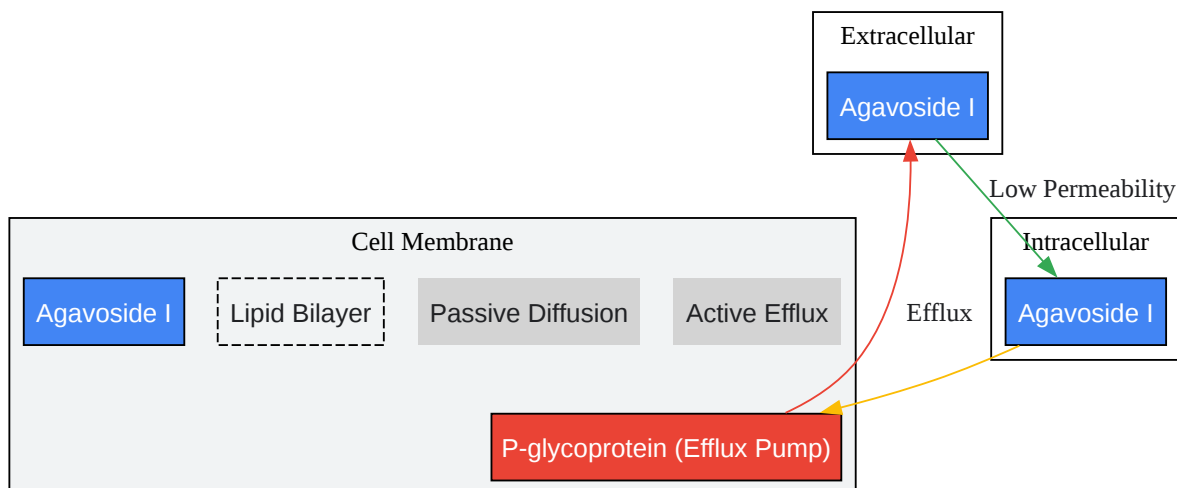 Extracellular
Agavoside I
Low Permeability
Cell Membrane
Intracellular
Agavoside I
Lipid Bilayer
Passive Diffusion
Active Efflux
Efflux
Agavoside I
P-glycoprotein (Efflux Pump)